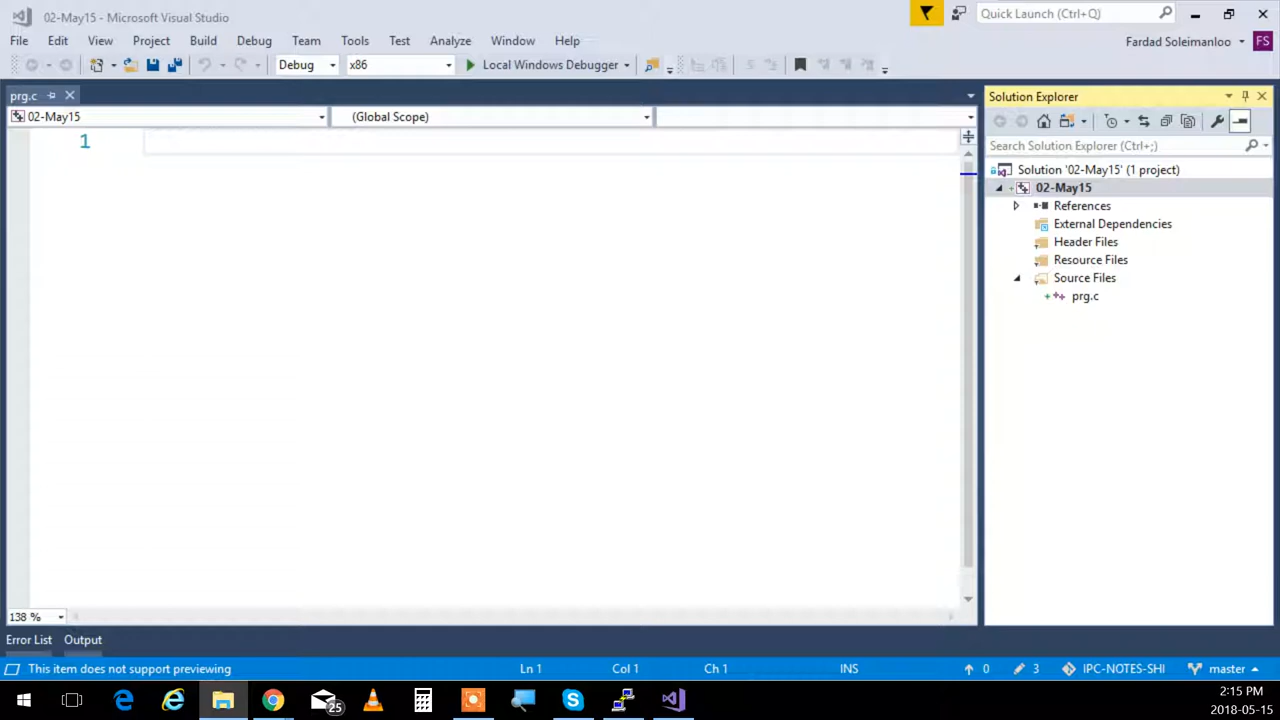 02-May15 - Microsoft Visual Studio
Quick Launch (Ctrl+Q)
File Edit View Project Build Debug Team Tools Test Analyze Window Help
Fardad Soleimanloo FS
Debug x86 Local Windows Debugger
prg.c
Solution Explorer
02-May15 (Global Scope)
1
Search Solution Explorer (Ctrl+;)
Solution '02-May15' (1 project)
02-May15
References
External Dependencies
Header Files
Resource Files
Source Files
prg.c
138 %
Error List Output
This item does not support previewing Ln 1 Col 1 Ch 1 INS 0 3 IPC-NOTES-SHI master
25
2:15 PM
2018-05-15